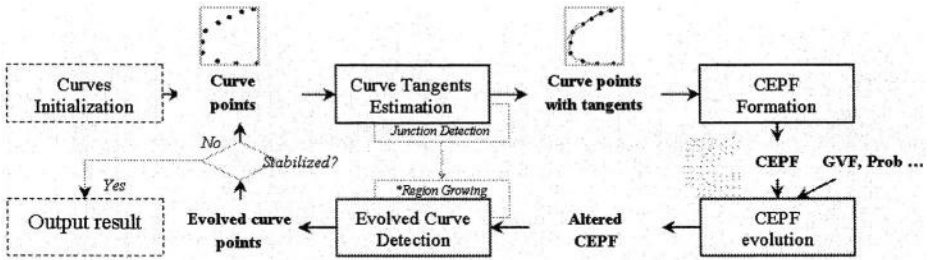 Curves
Initialization
Curve
points
Curve Tangents
Estimation
Junction Detection
Curve points
with tangents
CEPF
Formation
No
Stabilized?
Yes
CEPF
GVF, Prob ...
*Region Growing
Output result
Evolved curve
points
Evolved Curve
Detection
Altered
CEPF
CEPF
evolution